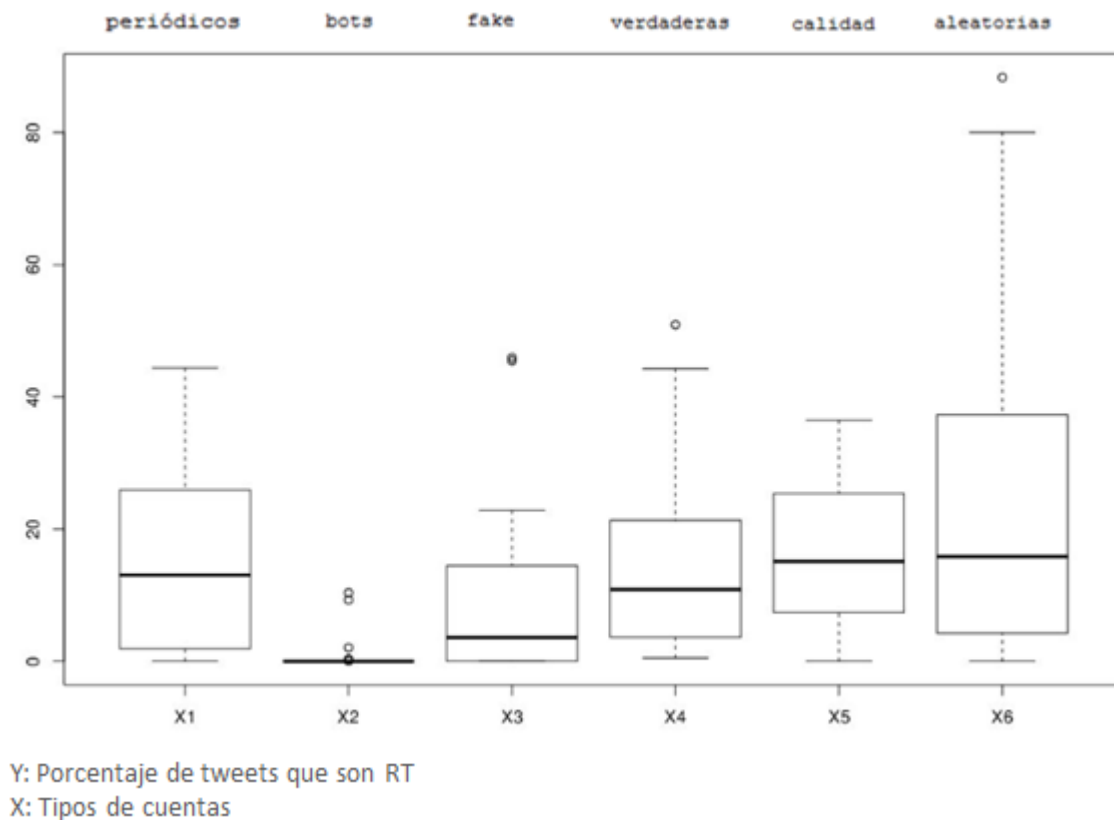 periódicos bots fake verdaderas calidad aleatorias
80
60
40
20
0
X1 X2 X3 X4 X5 X6
Y: Porcentaje de tweets que son RT
X: Tipos de cuentas